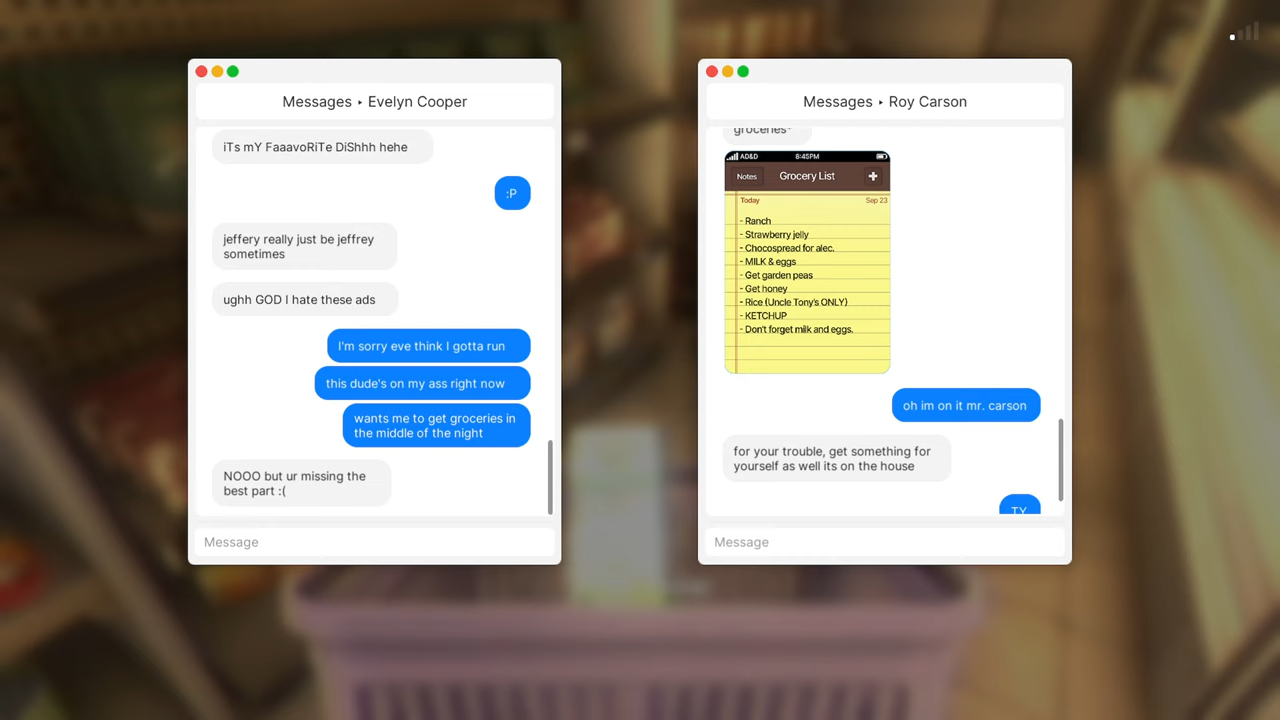 Messages ▸ Evelyn Cooper
iTs mY FaaavoRiTe DiShhh hehe
:P
jeffery really just be jeffrey
sometimes
ughh GOD I hate these ads
I'm sorry eve think I gotta run
this dude's on my ass right now
wants me to get groceries in
the middle of the night
NOOO but ur missing the
best part :(
Message
Messages ▸ Roy Carson
groceries*
AD&D 8:45PM
Notes Grocery List +
Today Sep 23
- Ranch
- Strawberry jelly
- Chocospread for alec.
- MILK & eggs
- Get garden peas
- Get honey
- Rice (Uncle Tony's ONLY)
- KETCHUP
- Don't forget milk and eggs.
oh im on it mr. carson
for your trouble, get something for
yourself as well its on the house
TY
Message